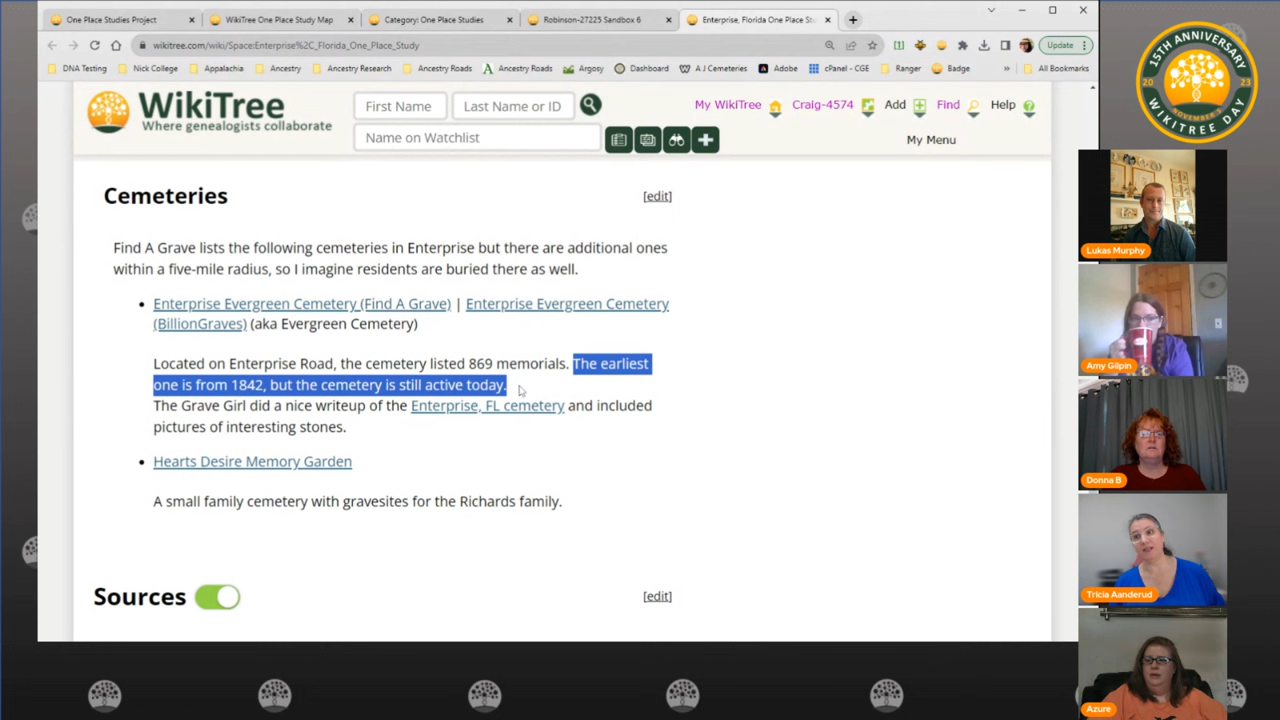 One Place Studies Project
WikiTree One Place Study Map
Category: One Place Studies
Robinson-27225 Sandbox 6
Enterprise, Florida One Place St
wikitree.com/wiki/Space:Enterprise%2C_Florida_One_Place_Study
Update
DNA Testing
Nick College
Appalachia
Ancestry
Ancestry Research
Ancestry Roads
Ancestry Roads
Argosy
Dashboard
A J Cemeteries
Adobe
cPanel - CGE
Ranger
Badge
»
All Bookmarks
WikiTree
Where genealogists collaborate
First Name
Last Name or ID
Name on Watchlist
My WikiTree
Craig-4574
Add
Find
Help
My Menu
Cemeteries
[edit]
Find A Grave lists the following cemeteries in Enterprise but there are additional ones
within a five-mile radius, so I imagine residents are buried there as well.
• Enterprise Evergreen Cemetery (Find A Grave) | Enterprise Evergreen Cemetery
(BillionGraves) (aka Evergreen Cemetery)
Located on Enterprise Road, the cemetery listed 869 memorials. The earliest
one is from 1842, but the cemetery is still active today.
The Grave Girl did a nice writeup of the Enterprise, FL cemetery and included
pictures of interesting stones.
• Hearts Desire Memory Garden
A small family cemetery with gravesites for the Richards family.
Sources
[edit]
15TH ANNIVERSARY
20 23
NOVEMBER 5
WIKITREE DAY
Lukas Murphy
Amy Gilpin
Donna B
Tricia Aanderud
Azure